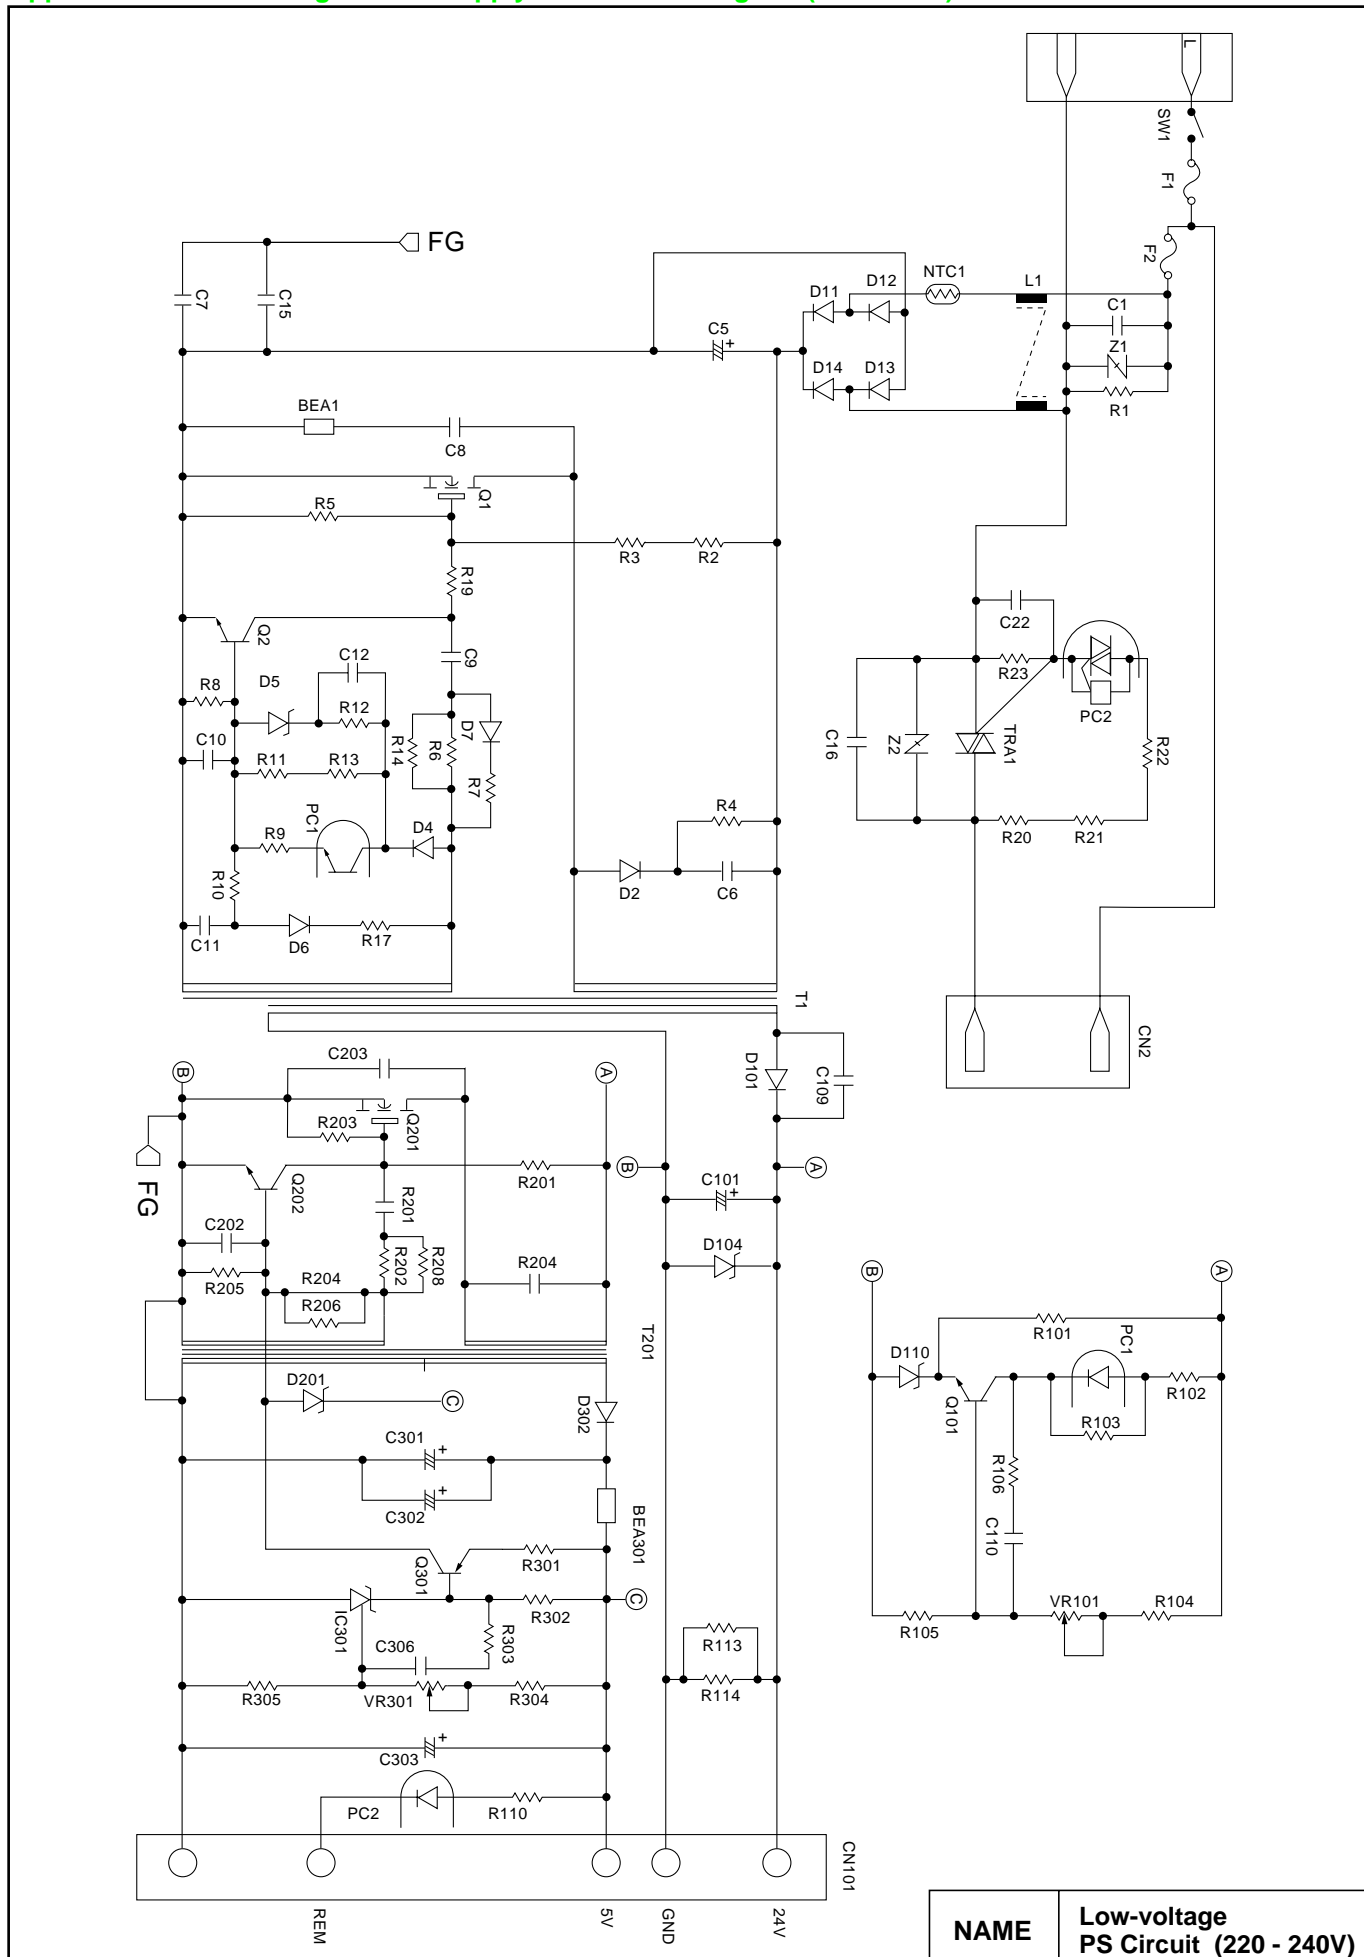 L
SW1
F1
FG
F2
NTC1
L1
D12
D11
C1
C7
C15
C5
+
Z1
D14
D13
R1
BEA1
C8
Q1
R5
R3
R2
R19
C22
Q2
C9
C12
R23
R8
D5
PC2
R12
D7
C16
Z2
TRA1
R22
C10
R14
R6
R11
R13
R7
PC1
R4
R9
D4
R20
R21
R10
D2
C6
C11
D6
R17
T1
CN2
C203
B
A
D101
C109
R203
Q201
FG
Q202
R201
B
A
C101
+
R201
C202
R202
R208
D104
R204
B
A
R205
R204
R206
R101
T201
PC1
D110
D201
C
D302
Q101
R102
R103
C301
+
R106
C302
+
BEA301
C110
Q301
R301
IC301
R302
C
VR101
R104
R105
R303
C306
R113
R305
VR301
R304
R114
C303
+
PC2
R110
CN101
REM
5V
GND
24V
NAME
Low-voltage
PS Circuit (220 - 240V)